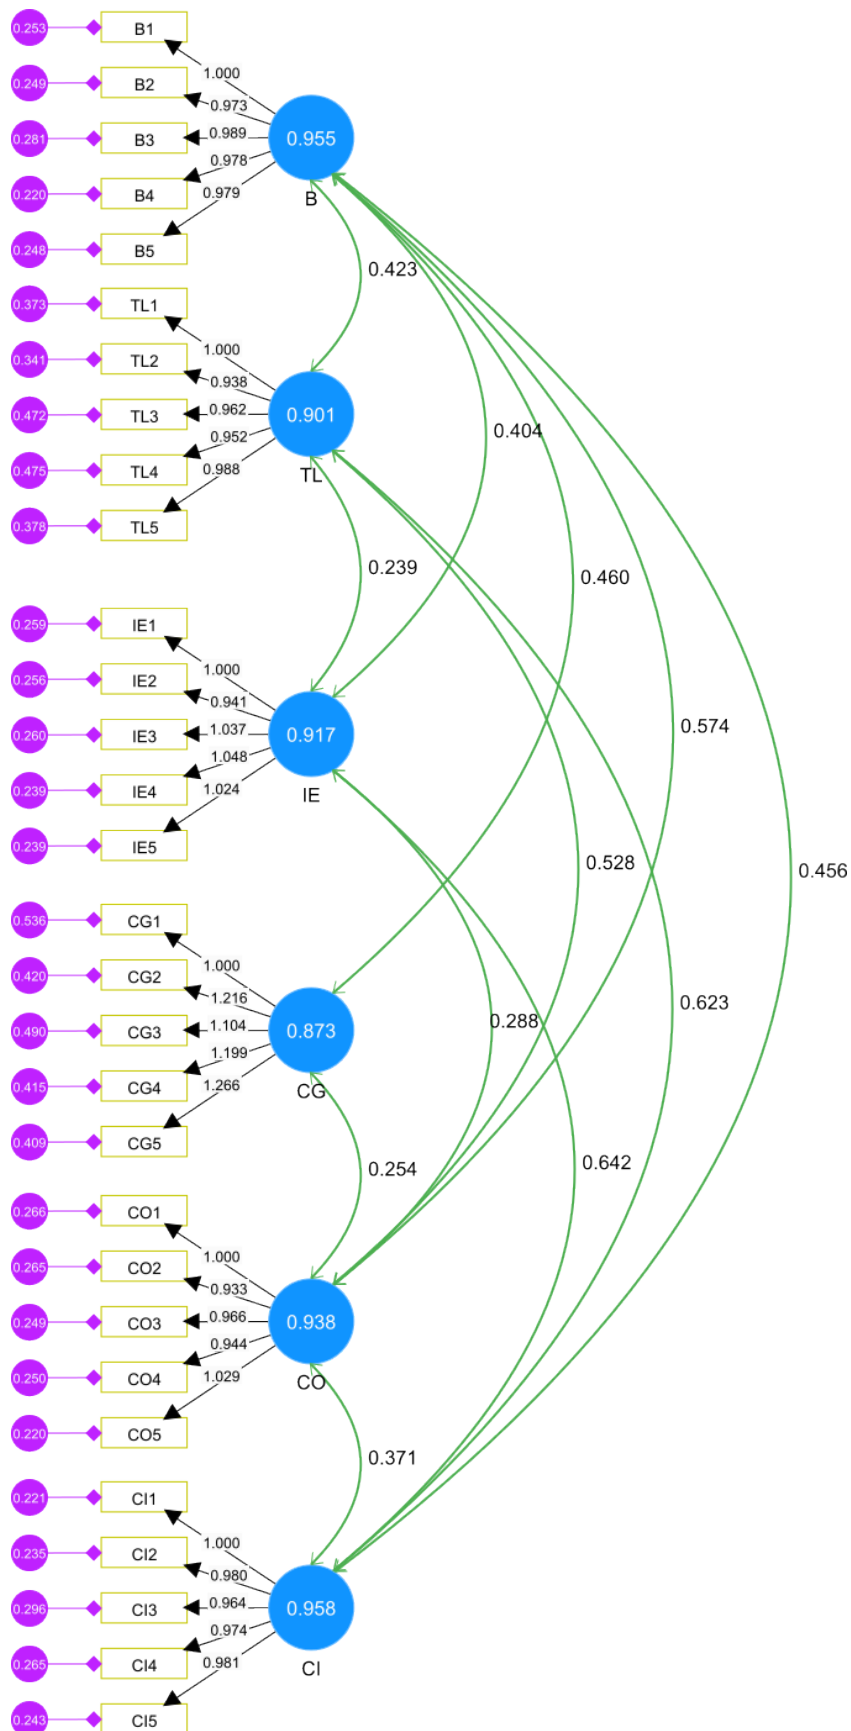 0.253 B1
1.000
0.249 B2
0.973
0.281 B3 0.989 0.955
0.978
0.220 B4
0.979
B
0.248 B5
0.423
0.373 TL1
1.000
0.341 TL2
0.938
0.472 TL3 0.962 0.901
0.404
0.952
0.475 TL4
0.988
TL
0.378 TL5
0.239
0.460
0.259 IE1
1.000
0.256 IE2
0.941
0.574
0.260 IE3 1.037 0.917
1.048
0.239 IE4
1.024
IE
0.239 IE5
0.528
0.456
0.536 CG1
1.000
0.420 CG2
1.216
0.623
0.288
0.490 CG3 1.104 0.873
1.199
0.415 CG4
1.266
CG
0.409 CG5
0.642
0.254
0.266 CO1
1.000
0.265 CO2
0.933
0.249 CO3 0.966 0.938
0.944
0.250 CO4
1.029
CO
0.220 CO5
0.371
0.221 CI1
1.000
0.235 CI2
0.980
0.296 CI3 0.964 0.958
0.974
0.265 CI4
0.981
CI
0.243 CI5